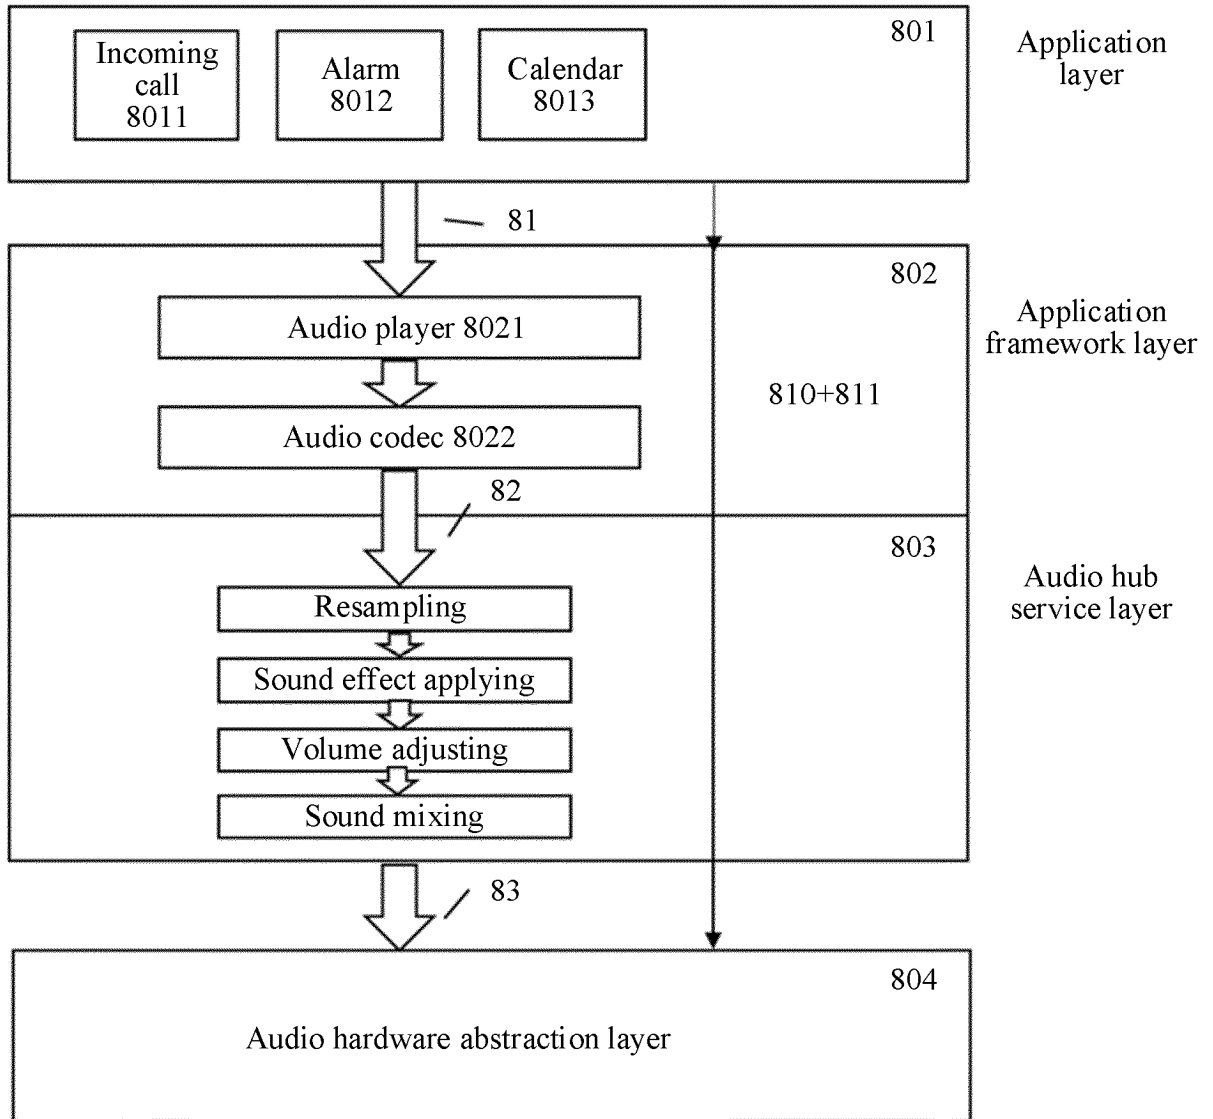 801
Application
layer
Incoming
call
8011
Alarm
8012
Calendar
8013
81
802
Application
framework layer
Audio player 8021
810+811
Audio codec 8022
82
803
Audio hub
service layer
Resampling
Sound effect applying
Volume adjusting
Sound mixing
83
804
Audio hardware abstraction layer